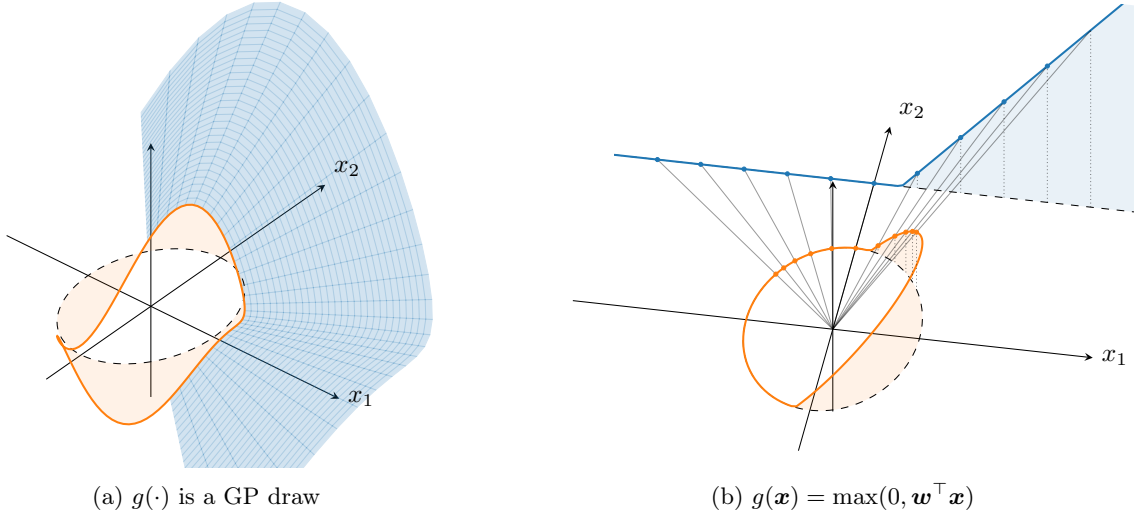 x₂
x₁
(a) g(·) is a GP draw
x₂
x₁
(b) g(𝒙) = max(0, 𝒘⊤𝒙)